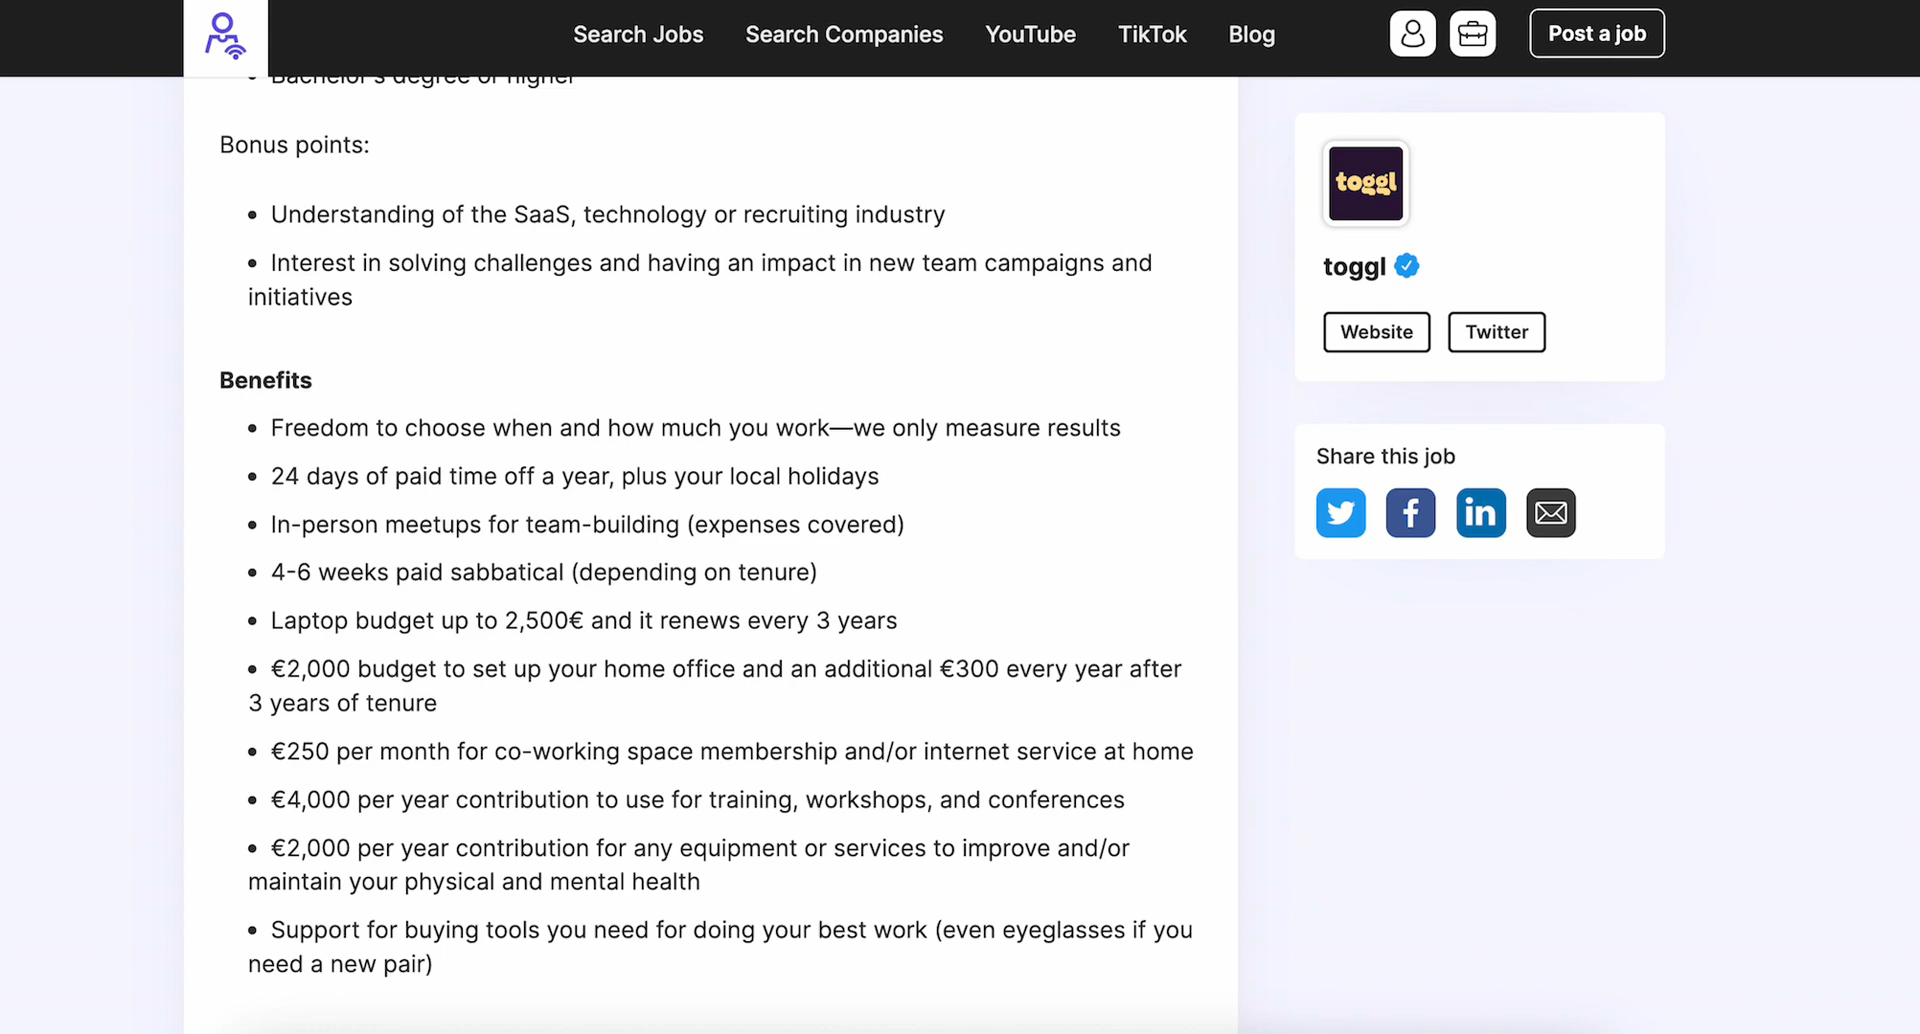 Search Jobs
Search Companies
YouTube
TikTok
Blog
Post a job
Bachelor's degree or higher
Bonus points:
• Understanding of the SaaS, technology or recruiting industry
• Interest in solving challenges and having an impact in new team campaigns and
initiatives
Benefits
• Freedom to choose when and how much you work—we only measure results
• 24 days of paid time off a year, plus your local holidays
• In-person meetups for team-building (expenses covered)
• 4-6 weeks paid sabbatical (depending on tenure)
• Laptop budget up to 2,500€ and it renews every 3 years
• €2,000 budget to set up your home office and an additional €300 every year after
3 years of tenure
• €250 per month for co-working space membership and/or internet service at home
• €4,000 per year contribution to use for training, workshops, and conferences
• €2,000 per year contribution for any equipment or services to improve and/or
maintain your physical and mental health
• Support for buying tools you need for doing your best work (even eyeglasses if you
need a new pair)
toggl
toggl
Website
Twitter
Share this job
f
in